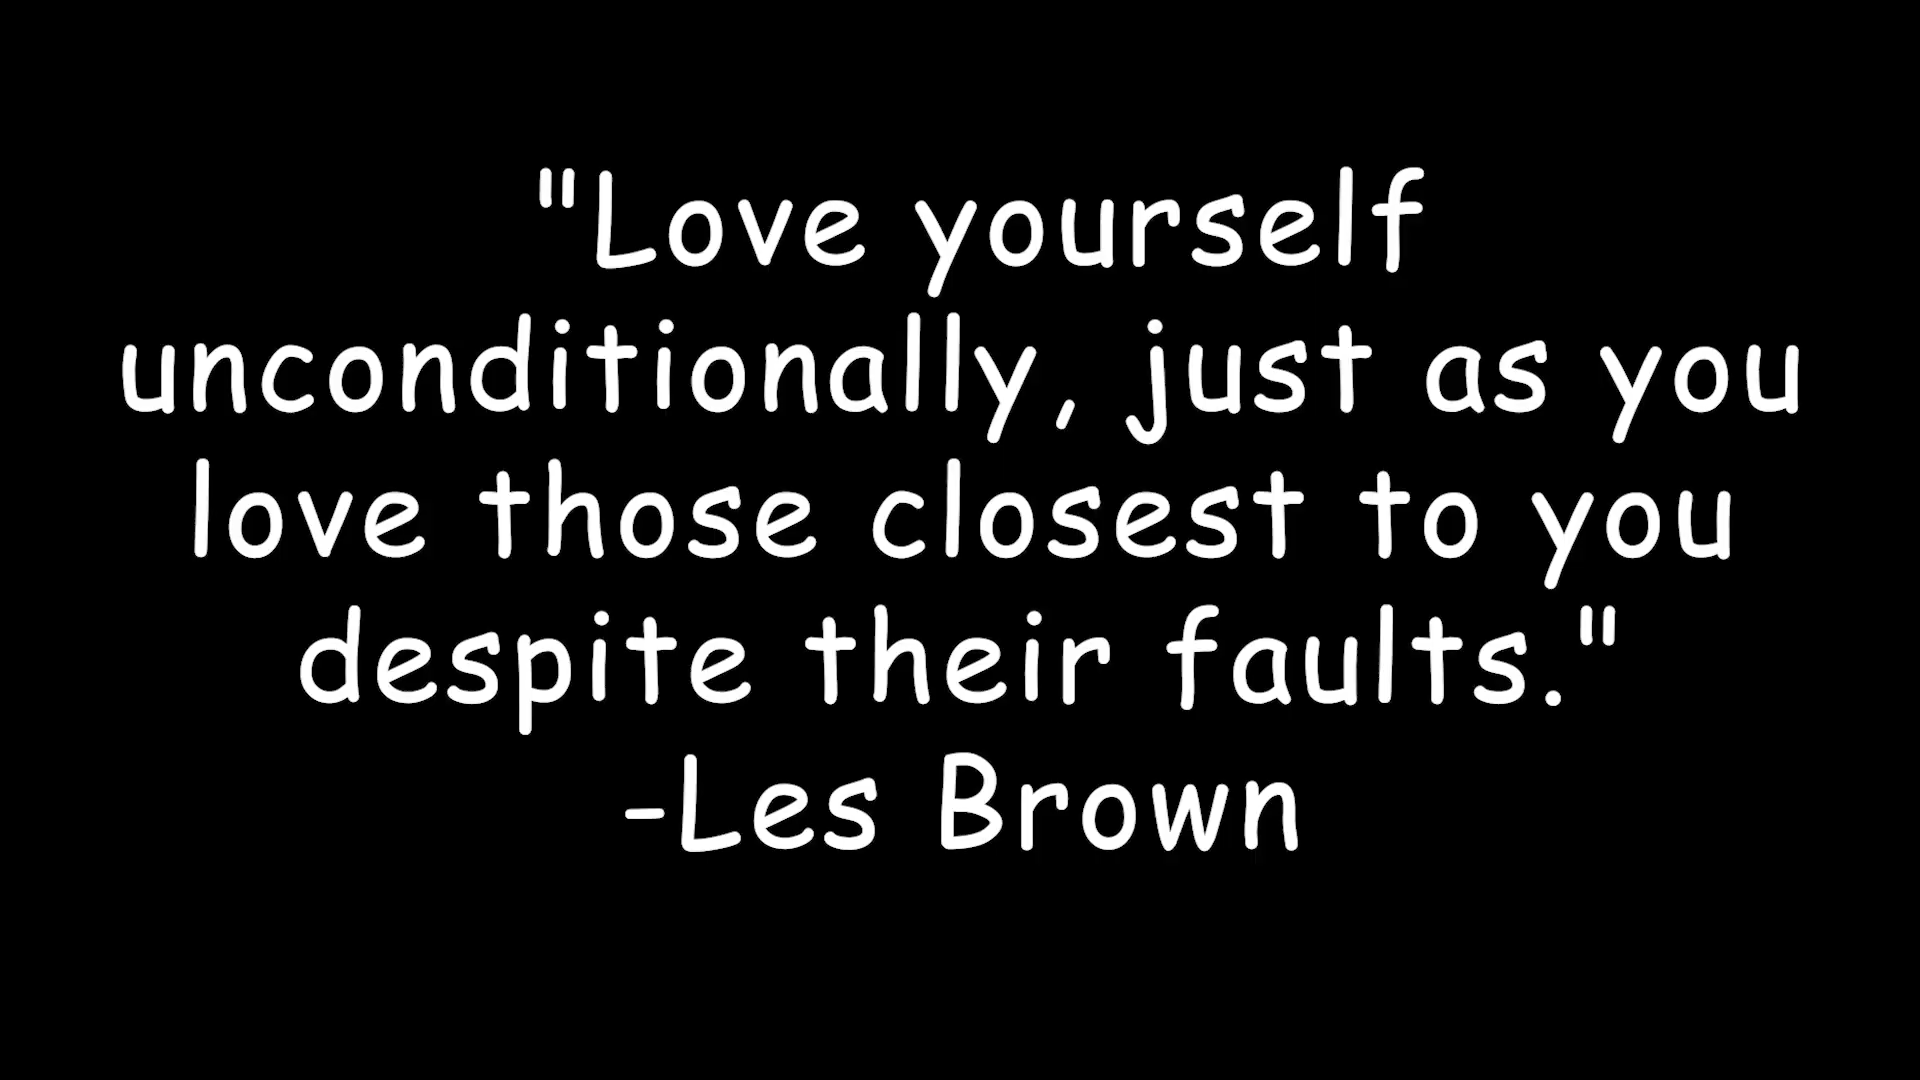 "Love yourself
unconditionally, just as you
love those closest to you
despite their faults."
-Les Brown